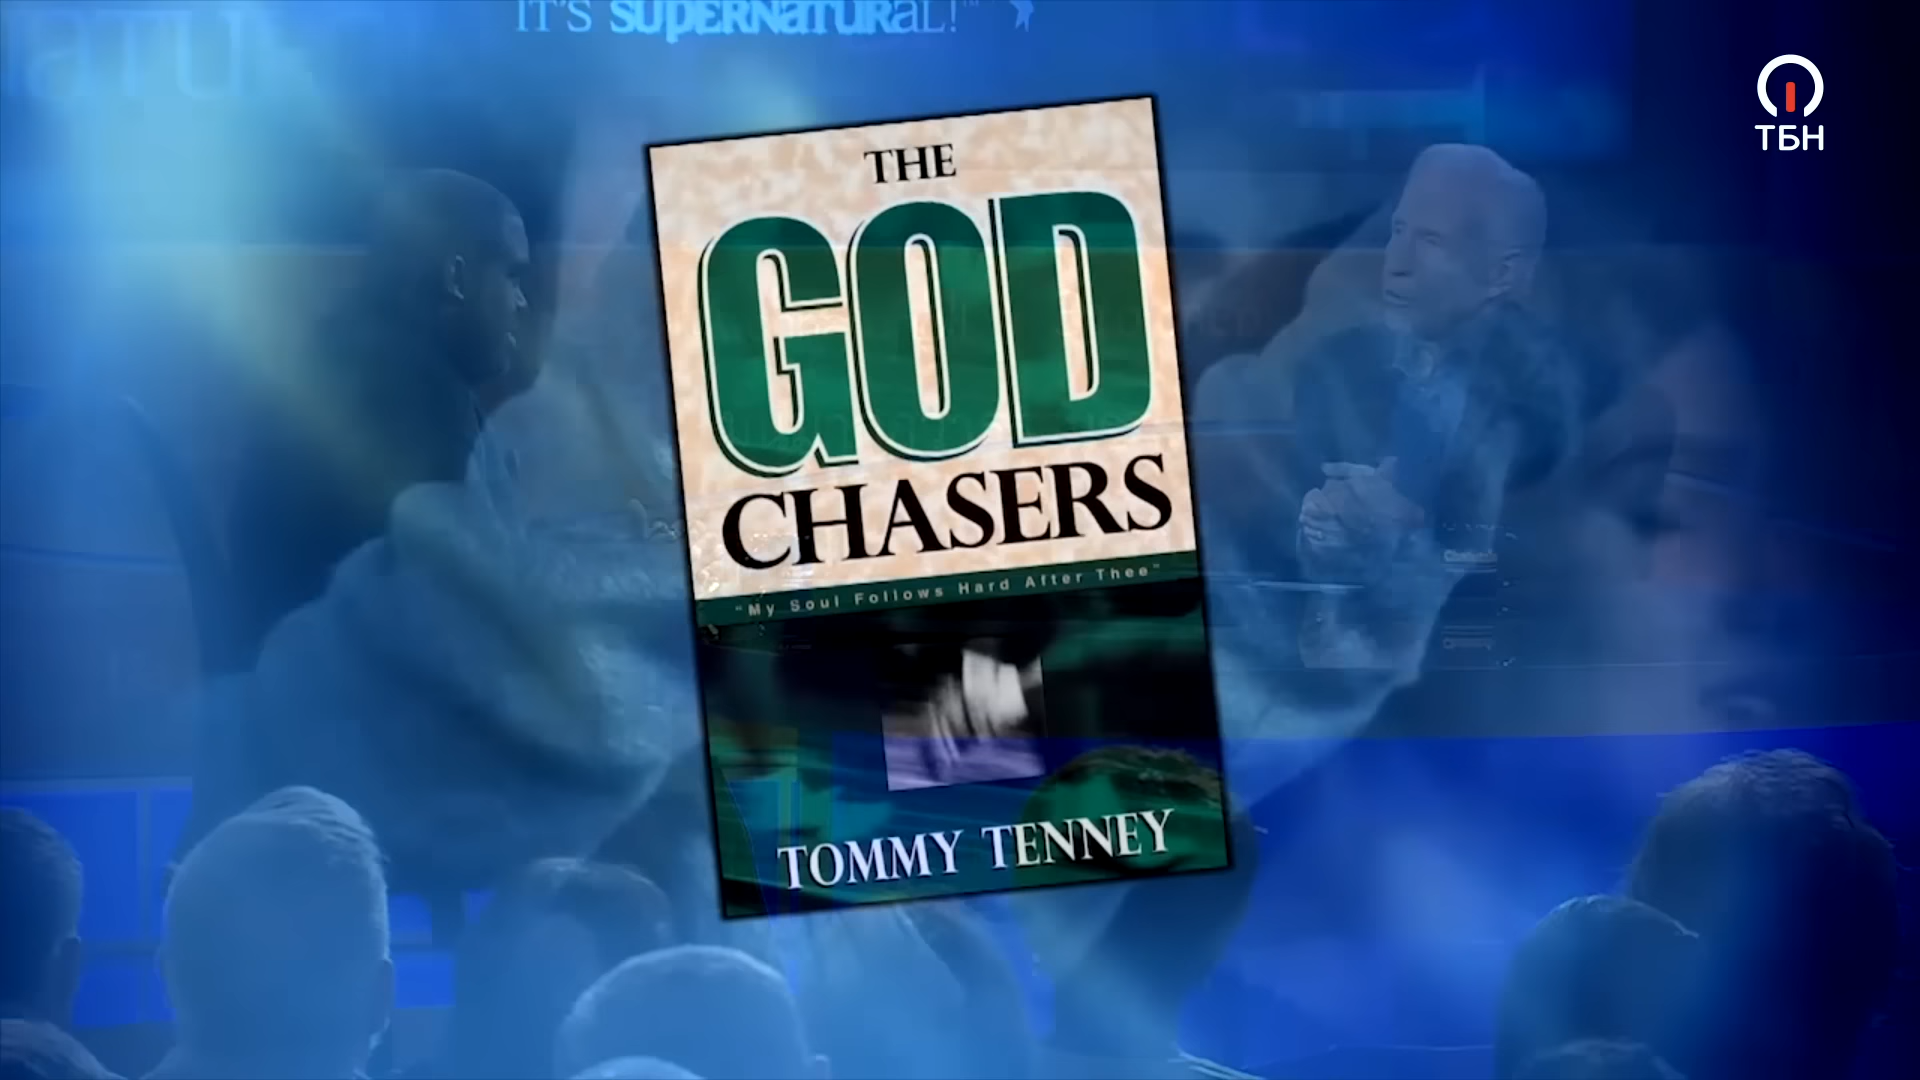 IT'S SUPERNATURAL!
ТБН
THE
GOD
CHASERS
"My Soul Follows Hard After Thee"
TOMMY TENNEY